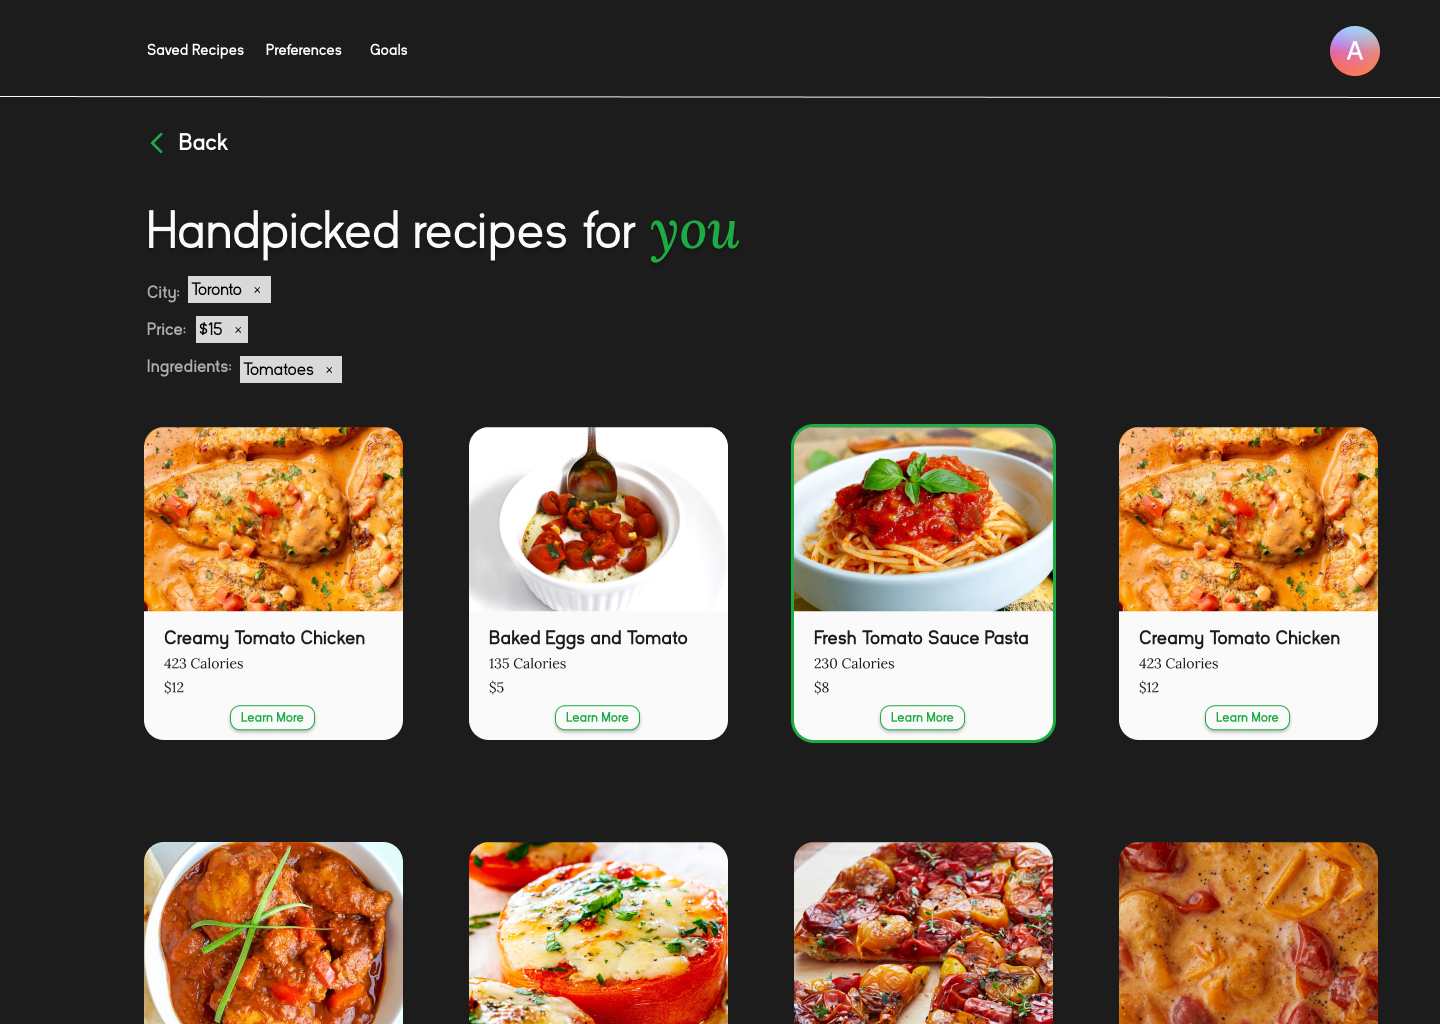 Saved Recipes Preferences Goals A
Back
Handpicked recipes for you
City: Toronto ×
Price: $15 ×
Ingredients: Tomatoes ×
Creamy Tomato Chicken
423 Calories
$12
Learn More
Baked Eggs and Tomato
135 Calories
$5
Learn More
Fresh Tomato Sauce Pasta
230 Calories
$8
Learn More
Creamy Tomato Chicken
423 Calories
$12
Learn More